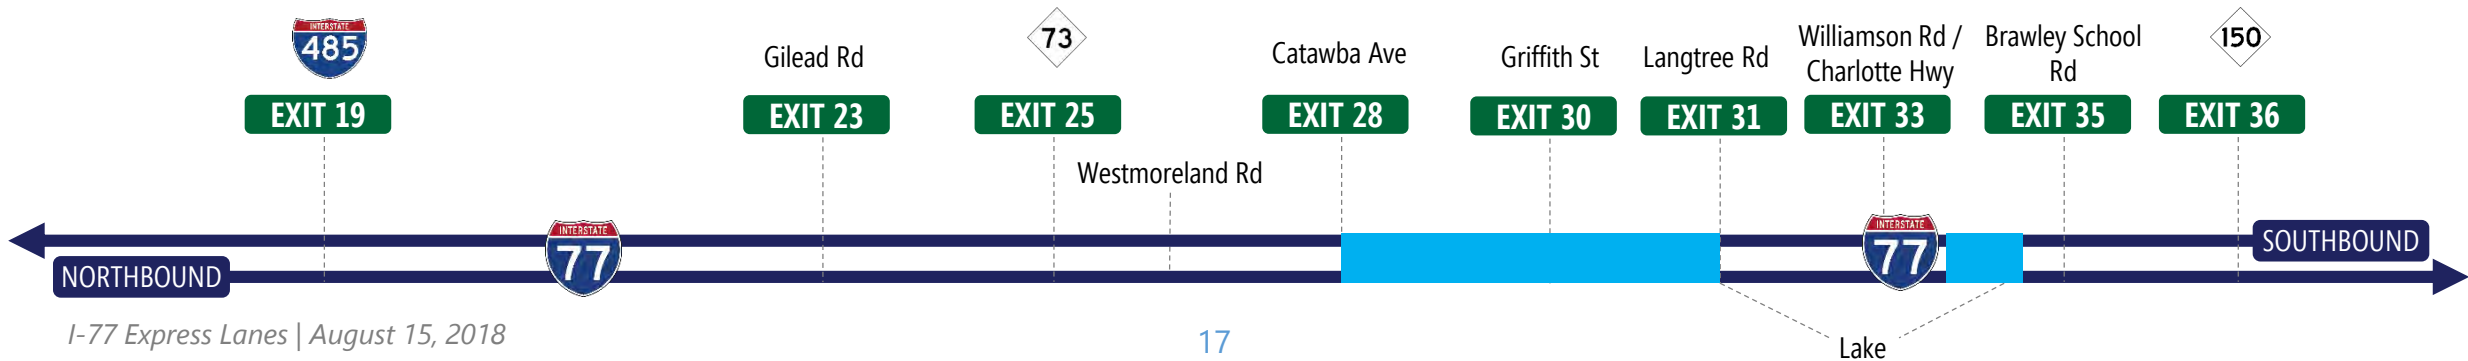 INTERSTATE
485
EXIT 19
Gilead Rd
EXIT 23
73
EXIT 25
Westmoreland Rd
Catawba Ave
EXIT 28
Griffith St
EXIT 30
Langtree Rd
EXIT 31
Williamson Rd /
Charlotte Hwy
EXIT 33
Brawley School
Rd
EXIT 35
150
EXIT 36
INTERSTATE
77
INTERSTATE
77
SOUTHBOUND
NORTHBOUND
Lake
I-77 Express Lanes | August 15, 2018
17